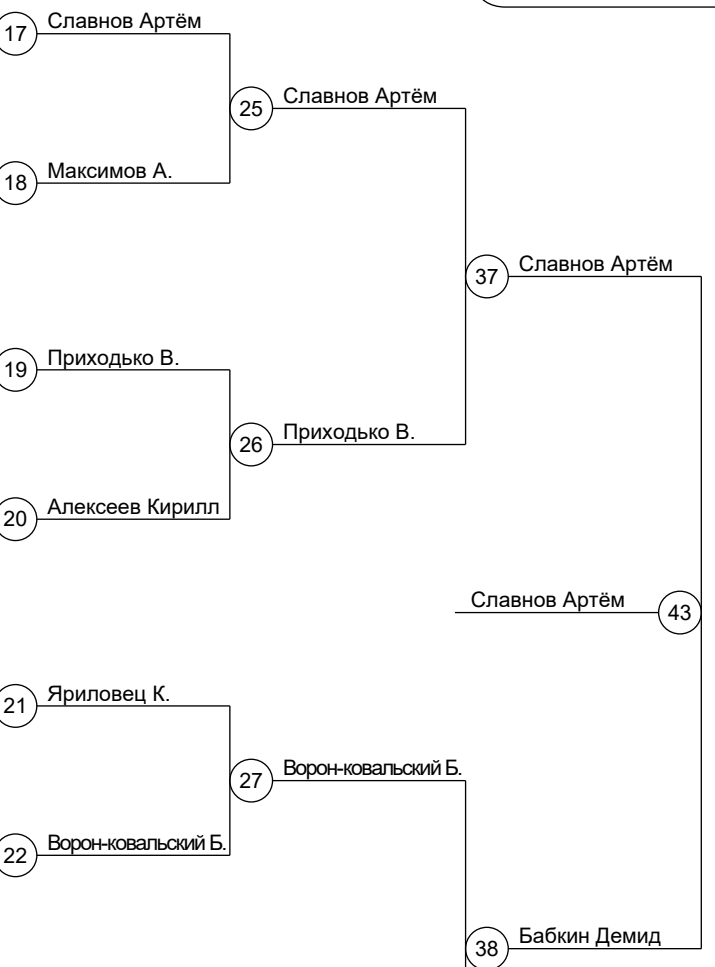 17 Славнов Артём
25 Славнов Артём
18 Максимов А.
37 Славнов Артём
19 Приходько В.
26 Приходько В.
20 Алексеев Кирилл
Славнов Артём 43
21 Яриловец К.
27 Ворон-ковальский Б.
22 Ворон-ковальский Б.
38 Бабкин Демид